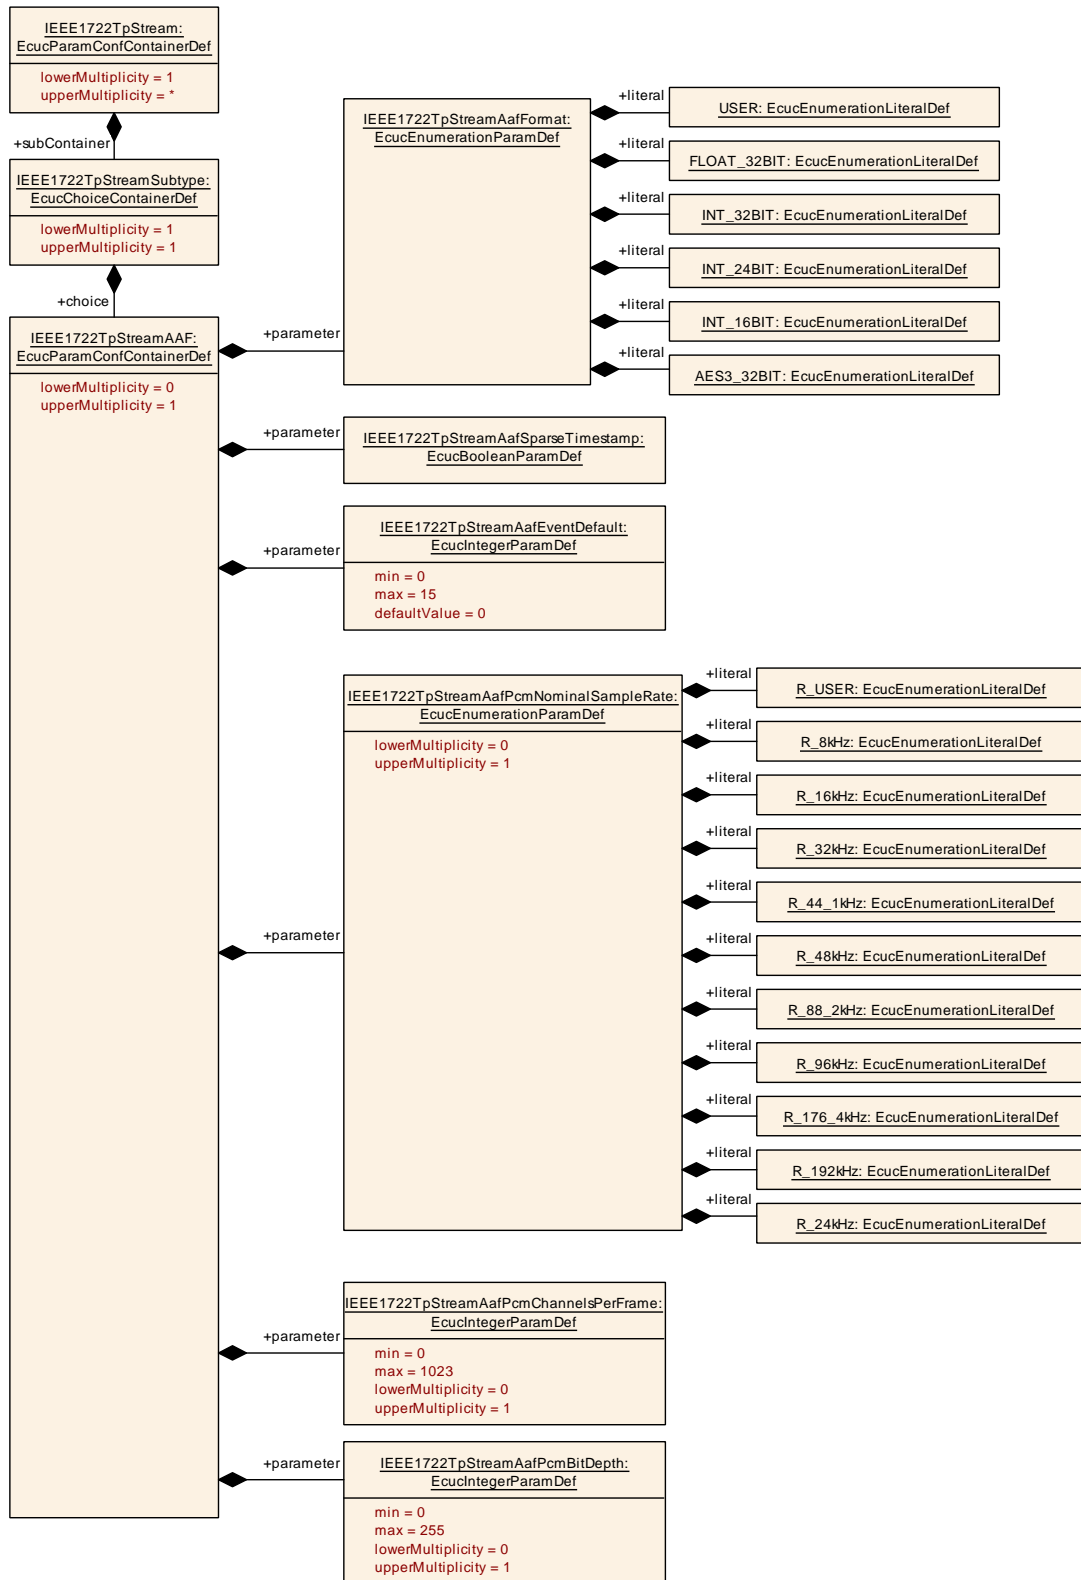 IEEE1722TpStream:
EcucParamConfContainerDef
lowerMultiplicity = 1
upperMultiplicity = *
+subContainer
IEEE1722TpStreamSubtype:
EcucChoiceContainerDef
lowerMultiplicity = 1
upperMultiplicity = 1
+choice
IEEE1722TpStreamAAF:
EcucParamConfContainerDef
lowerMultiplicity = 0
upperMultiplicity = 1
+parameter
IEEE1722TpStreamAafFormat:
EcucEnumerationParamDef
+literal
USER: EcucEnumerationLiteralDef
+literal
FLOAT_32BIT: EcucEnumerationLiteralDef
+literal
INT_32BIT: EcucEnumerationLiteralDef
+literal
INT_24BIT: EcucEnumerationLiteralDef
+literal
INT_16BIT: EcucEnumerationLiteralDef
+literal
AES3_32BIT: EcucEnumerationLiteralDef
+parameter
IEEE1722TpStreamAafSparseTimestamp:
EcucBooleanParamDef
+parameter
IEEE1722TpStreamAafEventDefault:
EcucIntegerParamDef
min = 0
max = 15
defaultValue = 0
+parameter
IEEE1722TpStreamAafPcmNominalSampleRate:
EcucEnumerationParamDef
lowerMultiplicity = 0
upperMultiplicity = 1
+literal
R_USER: EcucEnumerationLiteralDef
+literal
R_8kHz: EcucEnumerationLiteralDef
+literal
R_16kHz: EcucEnumerationLiteralDef
+literal
R_32kHz: EcucEnumerationLiteralDef
+literal
R_44_1kHz: EcucEnumerationLiteralDef
+literal
R_48kHz: EcucEnumerationLiteralDef
+literal
R_88_2kHz: EcucEnumerationLiteralDef
+literal
R_96kHz: EcucEnumerationLiteralDef
+literal
R_176_4kHz: EcucEnumerationLiteralDef
+literal
R_192kHz: EcucEnumerationLiteralDef
+literal
R_24kHz: EcucEnumerationLiteralDef
+parameter
IEEE1722TpStreamAafPcmChannelsPerFrame:
EcucIntegerParamDef
min = 0
max = 1023
lowerMultiplicity = 0
upperMultiplicity = 1
+parameter
IEEE1722TpStreamAafPcmBitDepth:
EcucIntegerParamDef
min = 0
max = 255
lowerMultiplicity = 0
upperMultiplicity = 1